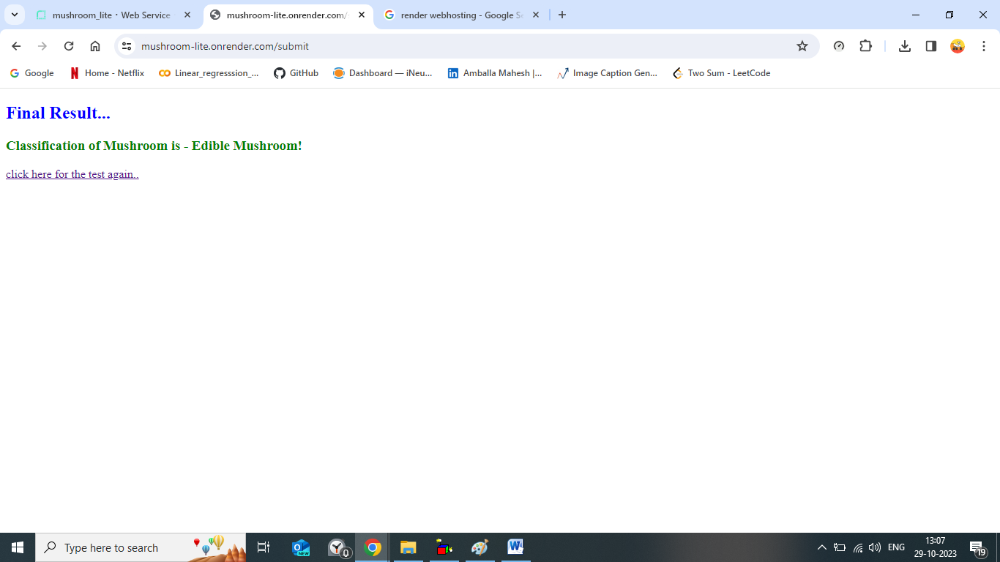 mushroom_lite · Web Service
mushroom-lite.onrender.com/
render webhosting - Google Se
mushroom-lite.onrender.com/submit
Google
Home - Netflix
Linear_regresssion_...
GitHub
Dashboard — iNeu...
Amballa Mahesh |...
Image Caption Gen...
Two Sum - LeetCode
Final Result...
Classification of Mushroom is - Edible Mushroom!
click here for the test again..
Type here to search
NEW
ENG
13:07
29-10-2023
19